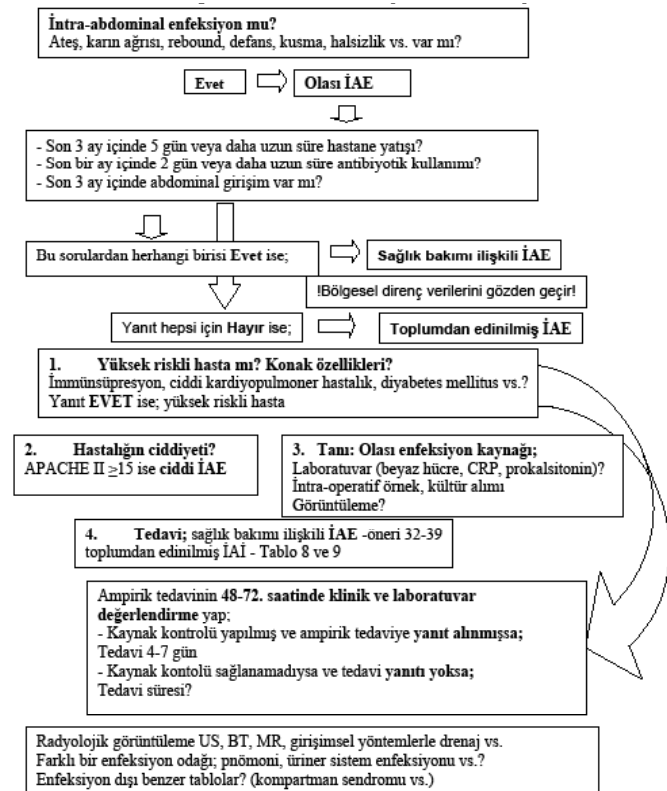 İntra-abdominal enfeksiyon mu?
Ateş, karın ağrısı, rebound, defans, kusma, halsizlik vs. var mı?
Evet
Olası İAE
- Son 3 ay içinde 5 gün veya daha uzun süre hastane yatışı?
- Son bir ay içinde 2 gün veya daha uzun süre antibiyotik kullanımı?
- Son 3 ay içinde abdominal girişim var mı?
Bu sorulardan herhangi birisi Evet ise;
Sağlık bakımı ilişkili İAE
!Bölgesel direnç verilerini gözden geçir!
Yanıt hepsi için Hayır ise;
Toplumdan edinilmiş İAE
1. Yüksek riskli hasta mı? Konak özellikleri?
İmmünsüpresyon, ciddi kardiyopulmoner hastalık, diyabetes mellitus vs.?
Yanıt EVET ise; yüksek riskli hasta
2. Hastalığın ciddiyeti?
APACHE II ≥15 ise ciddi İAE
3. Tanı: Olası enfeksiyon kaynağı;
Laboratuvar (beyaz hücre, CRP, prokalsitonin)?
İntra-operatif örnek, kültür alımı
Görüntüleme?
4. Tedavi; sağlık bakımı ilişkili İAE -öneri 32-39
toplumdan edinilmiş İAİ - Tablo 8 ve 9
Ampirik tedavinin 48-72. saatinde klinik ve laboratuvar
değerlendirme yap;
- Kaynak kontrolü yapılmış ve ampirik tedaviye yanıt alınmışsa;
Tedavi 4-7 gün
- Kaynak kontolü sağlanamadıysa ve tedavi yanıtı yoksa;
Tedavi süresi?
Radyolojik görüntüleme US, BT, MR, girişimsel yöntemlerle drenaj vs.
Farklı bir enfeksiyon odağı; pnömoni, üriner sistem enfeksiyonu vs.?
Enfeksiyon dışı benzer tablolar? (kompartman sendromu vs.)